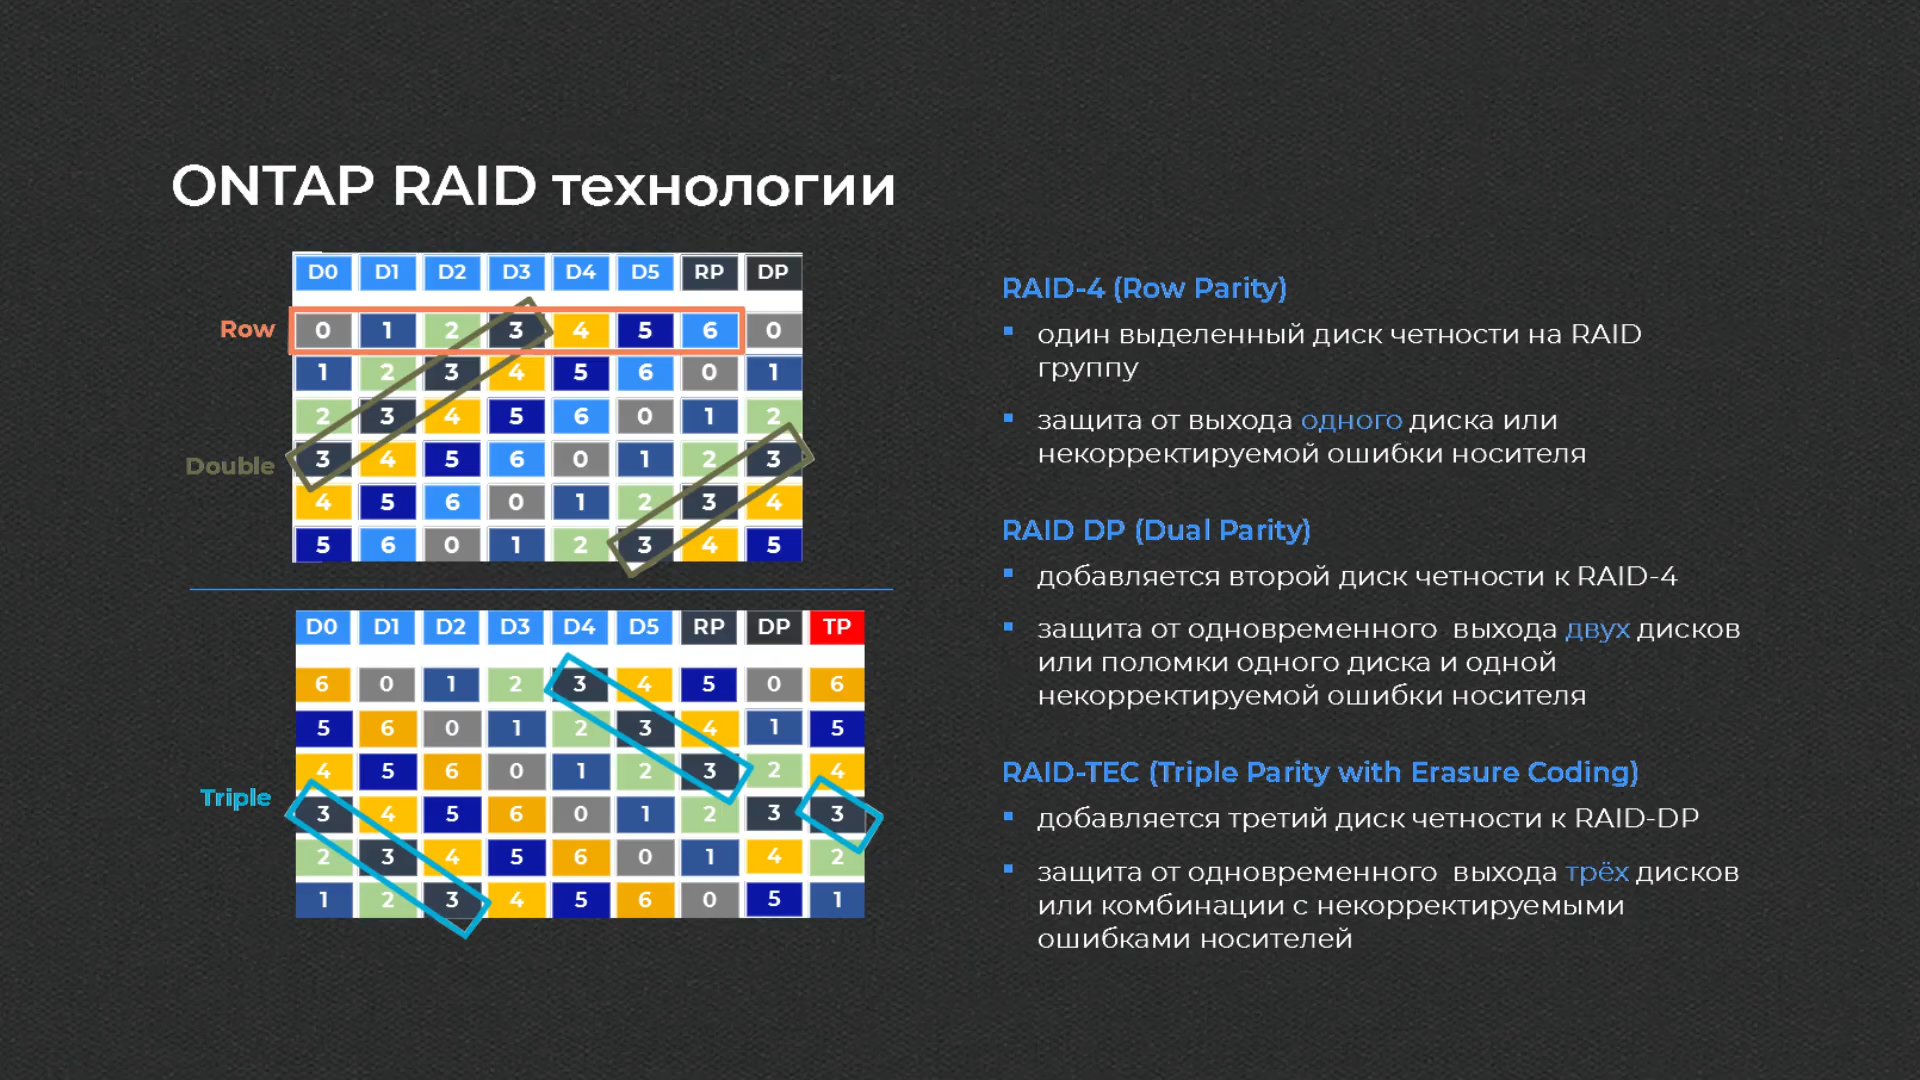 ONTAP RAID технологии
D0 D1 D2 D3 D4 D5 RP DP
Row
0 1 2 3 4 5 6 0
1 2 3 4 5 6 0 1
2 3 4 5 6 0 1 2
Double
3 4 5 6 0 1 2 3
4 5 6 0 1 2 3 4
5 6 0 1 2 3 4 5
D0 D1 D2 D3 D4 D5 RP DP TP
6 0 1 2 3 4 5 0 6
5 6 0 1 2 3 4 1 5
4 5 6 0 1 2 3 2 4
Triple
3 4 5 6 0 1 2 3 3
2 3 4 5 6 0 1 4 2
1 2 3 4 5 6 0 5 1
RAID-4 (Row Parity)
▪ один выделенный диск четности на RAID
группу
▪ защита от выхода одного диска или
некорректируемой ошибки носителя
RAID DP (Dual Parity)
▪ добавляется второй диск четности к RAID-4
▪ защита от одновременного выхода двух дисков
или поломки одного диска и одной
некорректируемой ошибки носителя
RAID-TEC (Triple Parity with Erasure Coding)
▪ добавляется третий диск четности к RAID-DP
▪ защита от одновременного выхода трёх дисков
или комбинации с некорректируемыми
ошибками носителей